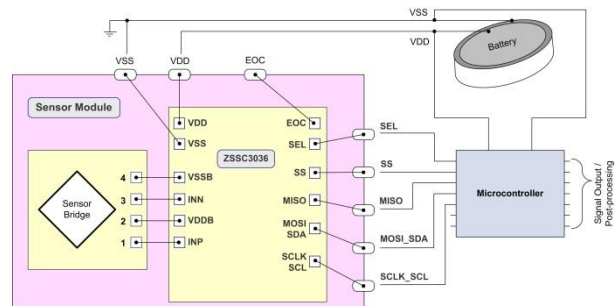 VSS
VDD
Battery
VSS
VDD
EOC
Sensor Module
ZSSC3036
VDD
VSS
VSSB
INN
VDDB
INP
EOC
SEL
SS
MISO
MOSI
SDA
SCLK
SCL
Sensor
Bridge
4
3
2
1
SEL
SS
MISO
MOSI_SDA
SCLK_SCL
Microcontroller
Signal Output /
Post-processing